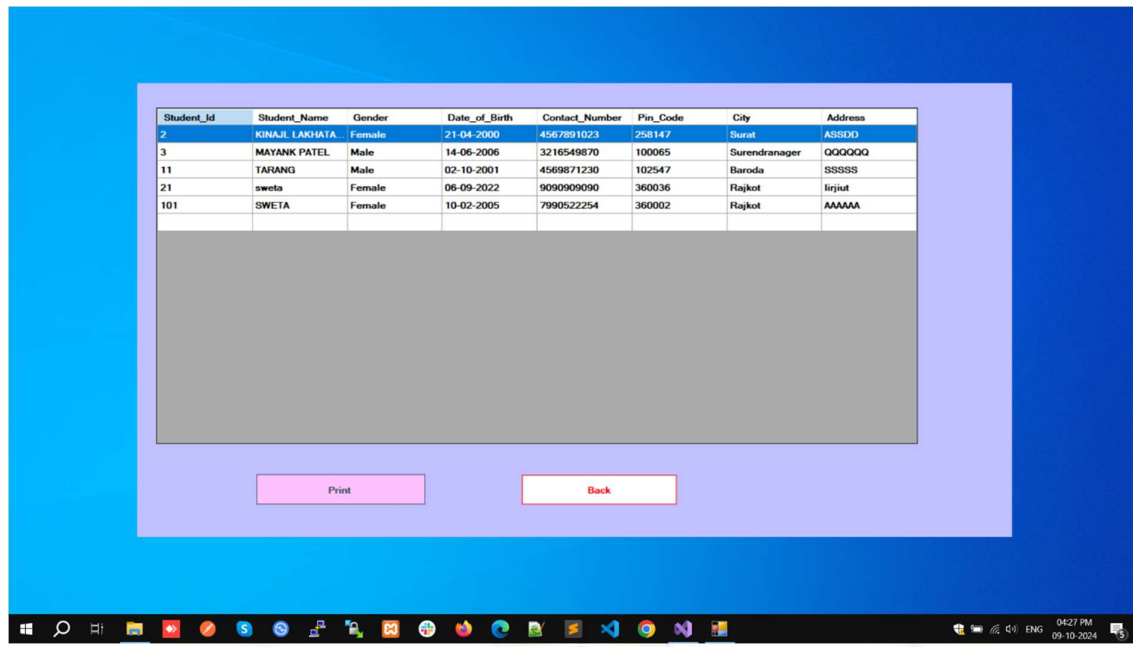 Student_Id Student_Name Gender Date_of_Birth Contact_Number Pin_Code City Address
2 KINAJL LAKHATA... Female 21-04-2000 4567891023 258147 Surat ASSDD
3 MAYANK PATEL Male 14-06-2006 3216549870 100065 Surendranager QQQQQQ
11 TARANG Male 02-10-2001 4569871230 102547 Baroda SSSSS
21 sweta Female 06-09-2022 9090909090 360036 Rajkot lirjiut
101 SWETA Female 10-02-2005 7990522254 360002 Rajkot AAAAAA
Print Back
ENG 04:27 PM
09-10-2024 5